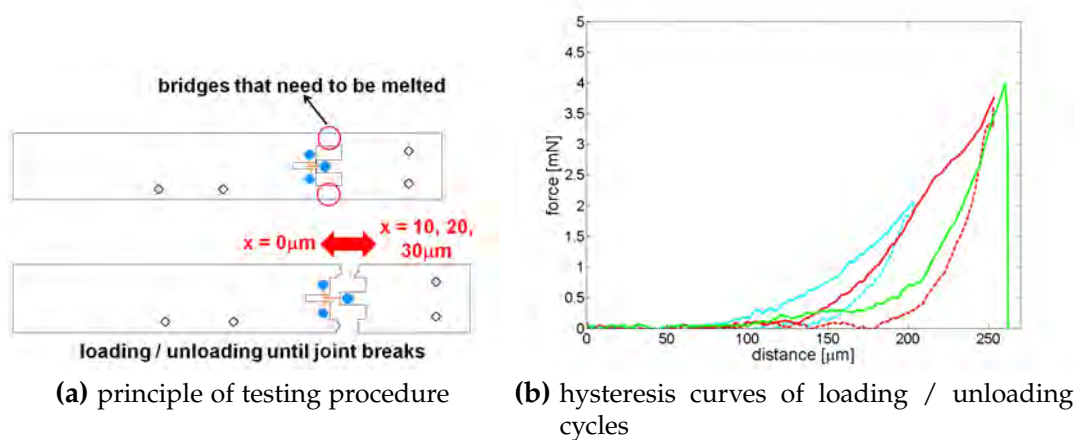 bridges that need to be melted
x = 0µm
x = 10, 20,
30µm
loading / unloading until joint breaks
(a) principle of testing procedure
5
4.5
4
3.5
3
2.5
2
1.5
1
0.5
0
force [mN]
0 50 100 150 200 250
distance [µm]
(b) hysteresis curves of loading / unloading
cycles